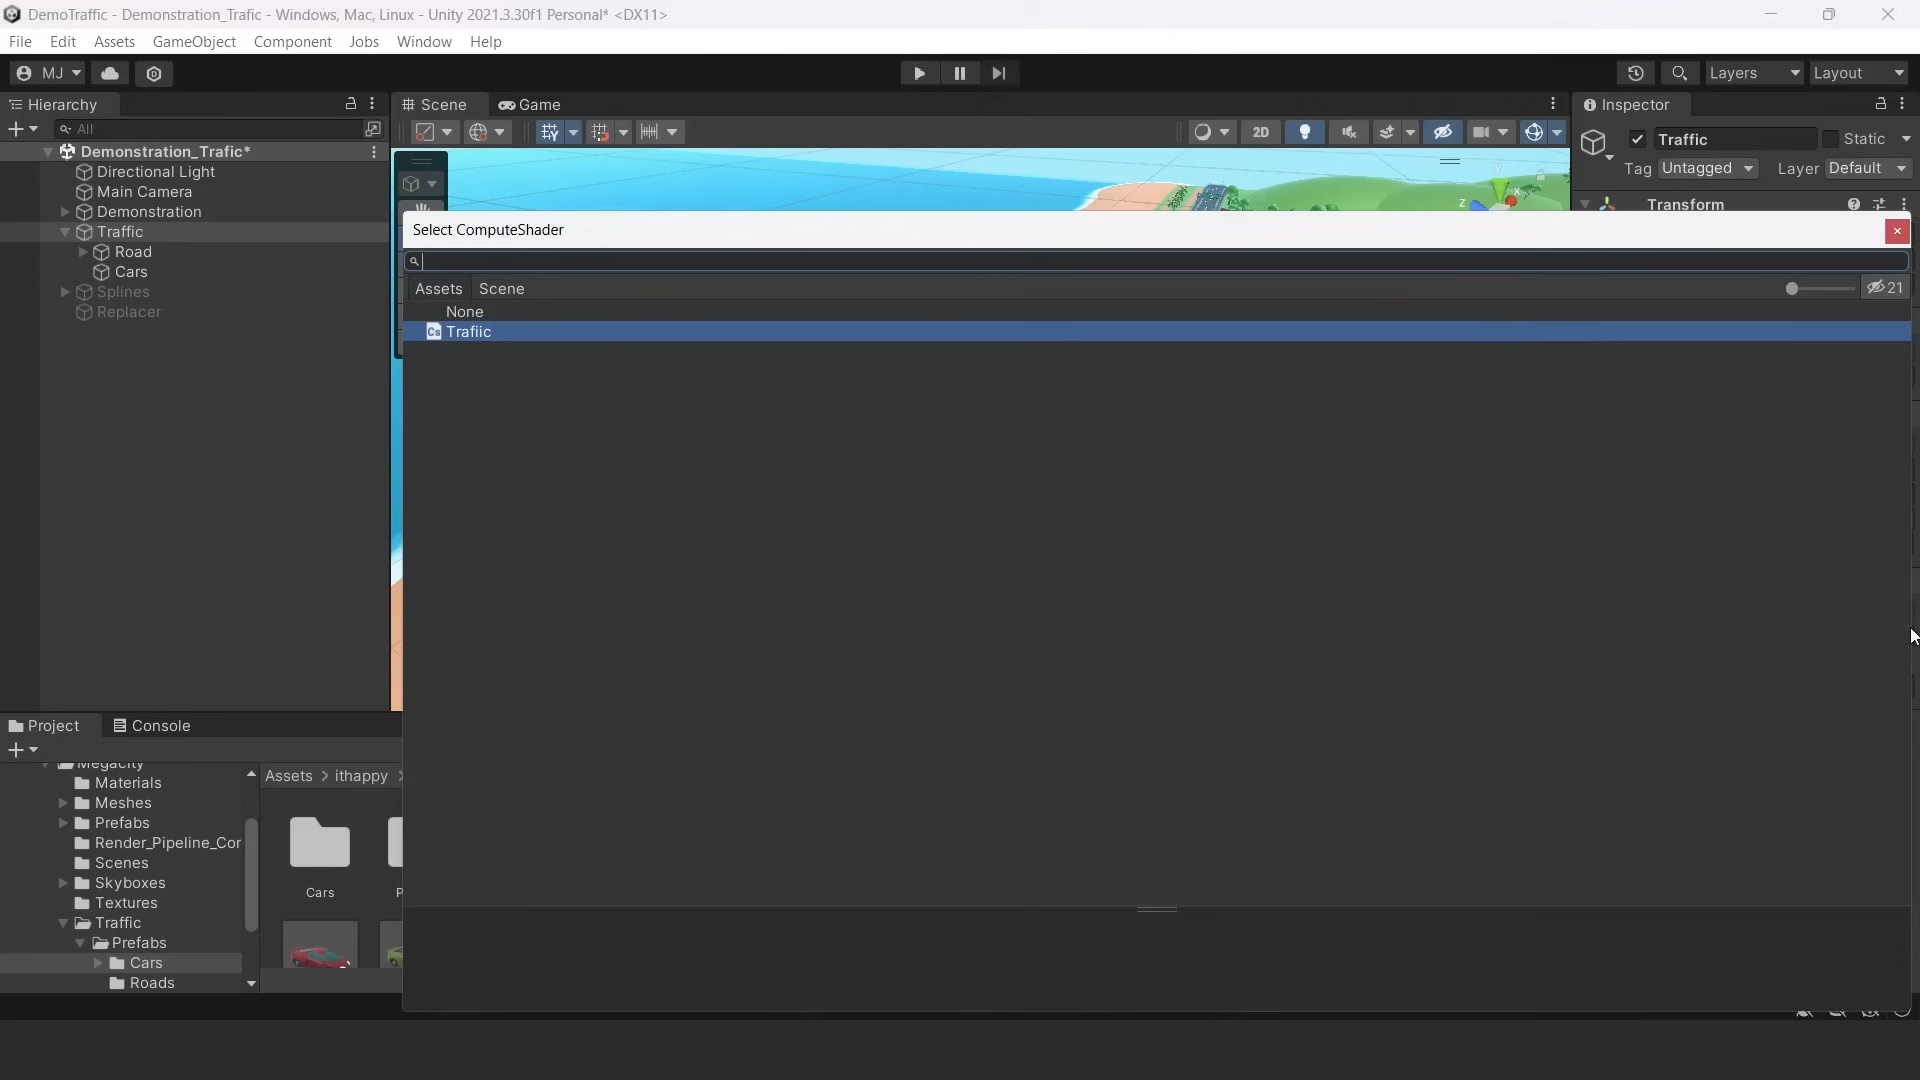 DemoTraffic - Demonstration_Trafic - Windows, Mac, Linux - Unity 2021.3.30f1 Personal* <DX11>
File Edit Assets GameObject Component Jobs Window Help
MJ Layers Layout
Hierarchy Scene Game Inspector
All 2D Traffic Static
Demonstration_Trafic*
Tag Untagged Layer Default
Directional Light
Main Camera
Demonstration Transform
Traffic Select ComputeShader
Road
Cars
Splines Assets Scene 21
Replacer None
Trafiic
Project Console
Megacity
Materials Assets > ithappy >
Meshes
Prefabs
Render_Pipeline_Cor
Scenes
Skyboxes Cars P
Textures
Traffic
Prefabs
Cars
Roads